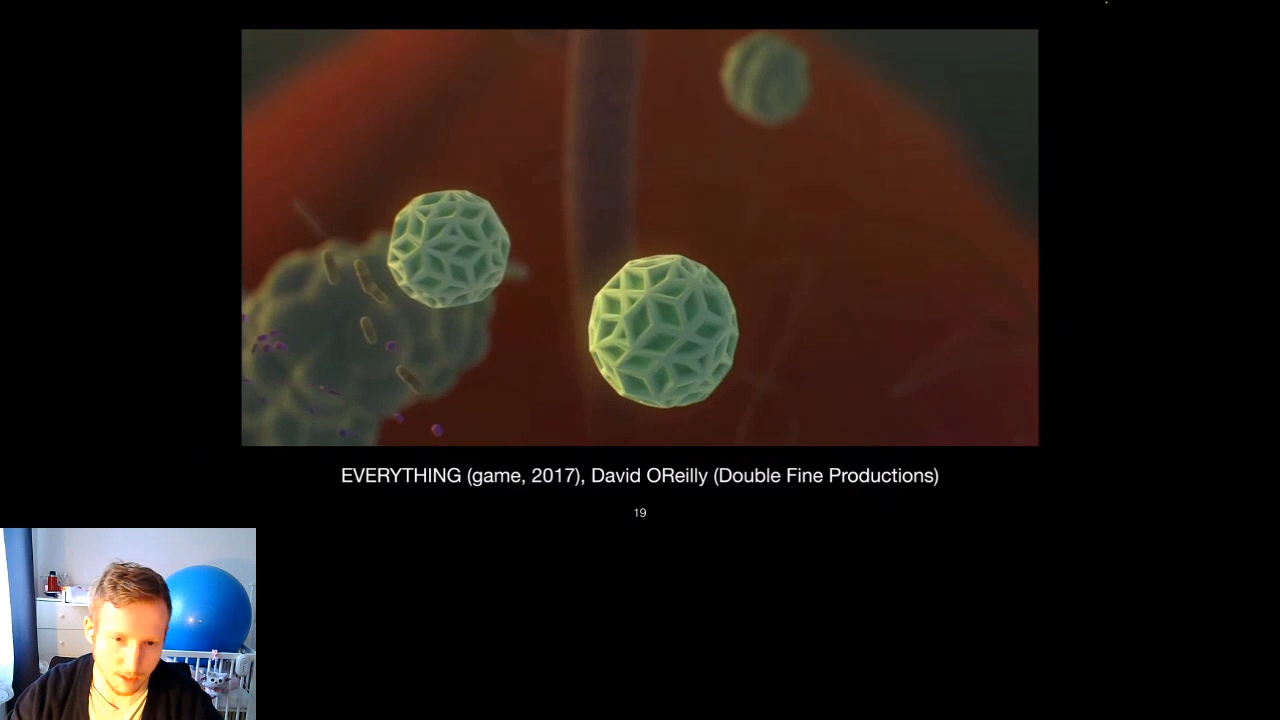 EVERYTHING (game, 2017), David OReilly (Double Fine Productions)
19